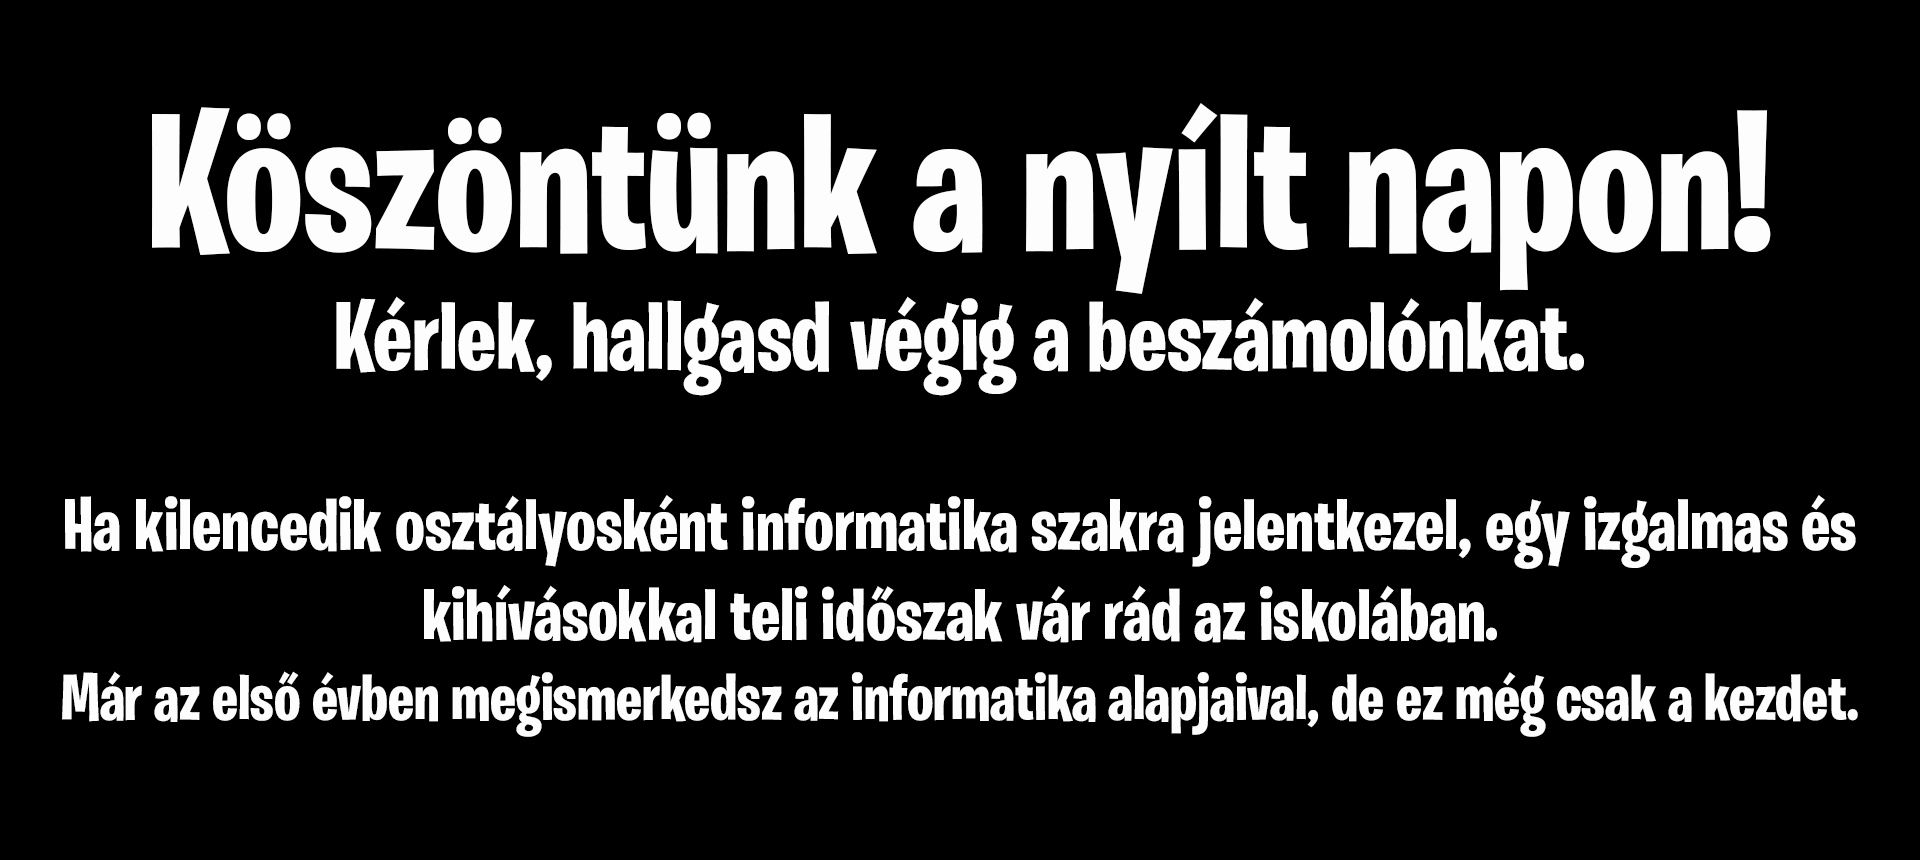 Köszöntünk a nyílt napon!
Kérlek, hallgasd végig a beszámolónkat.
Ha kilencedik osztályosként informatika szakra jelentkezel, egy izgalmas és
kihívásokkal teli időszak vár rád az iskolában.
Már az első évben megismerkedsz az informatika alapjaival, de ez még csak a kezdet.